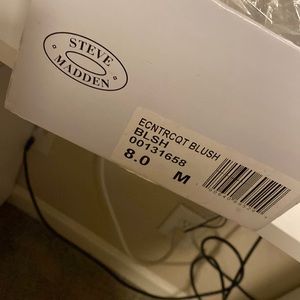 STEVE
MADDEN
ECNTRCQT BLUSH
BLSH
00131658
8.0 M